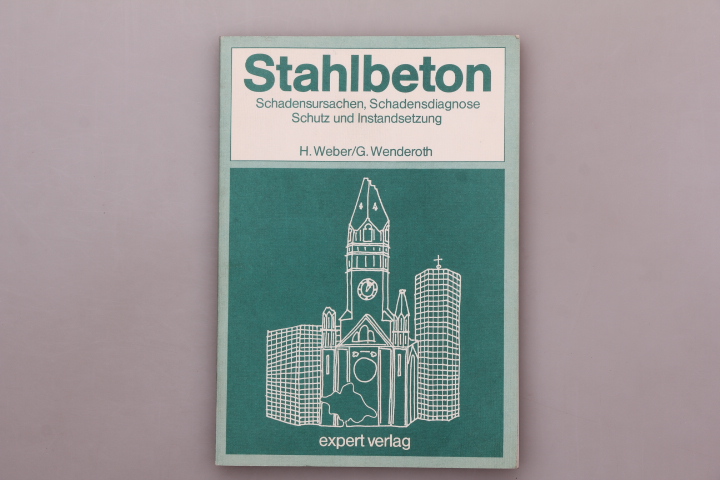 Stahlbeton
Schadensursachen, Schadensdiagnose
Schutz und Instandsetzung
H. Weber/G. Wenderoth
expert verlag